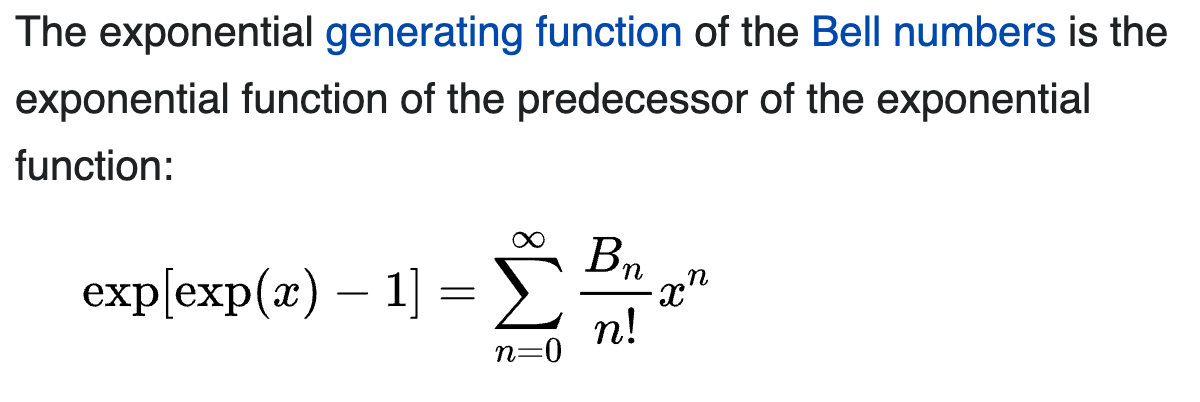 The exponential generating function of the Bell numbers is the
exponential function of the predecessor of the exponential
function:
exp[exp(x) − 1] = ∑_{n=0}^{∞} \frac{B_n}{n!} x^n